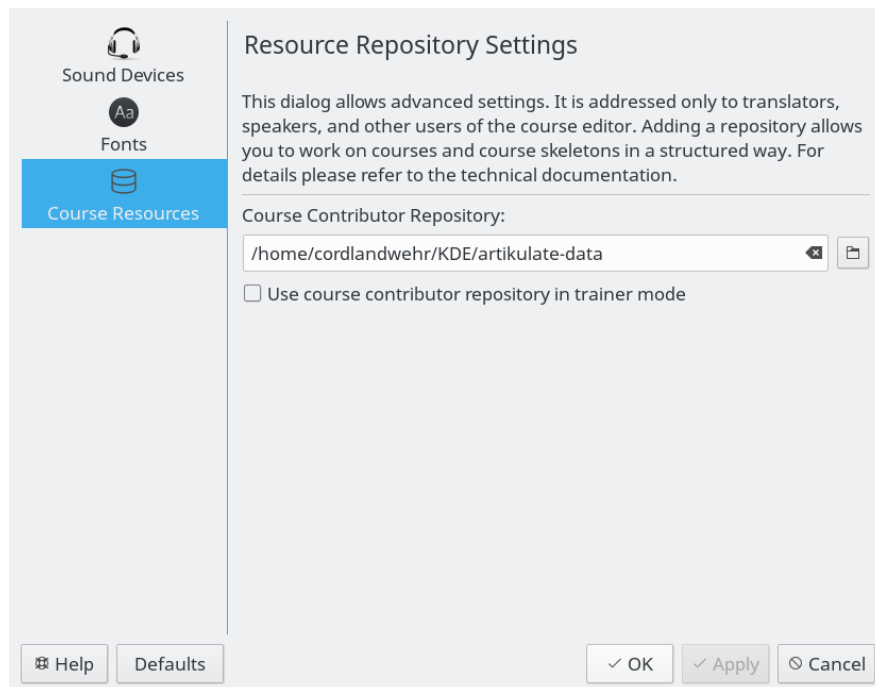 Sound Devices
Aa
Fonts
Course Resources
Resource Repository Settings
This dialog allows advanced settings. It is addressed only to translators,
speakers, and other users of the course editor. Adding a repository allows
you to work on courses and course skeletons in a structured way. For
details please refer to the technical documentation.
Course Contributor Repository:
/home/cordlandwehr/KDE/artikulate-data
Use course contributor repository in trainer mode
Help Defaults OK Apply Cancel